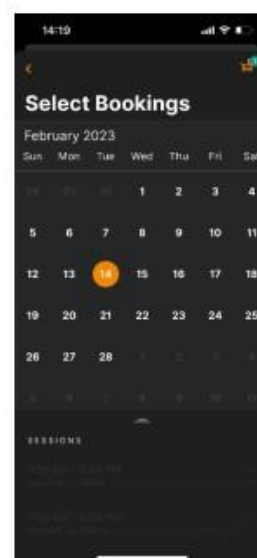 14:19
Select Bookings
February 2023
Sun Mon Tue Wed Thu Fri Sat
1 2 3 4
5 6 7 8 9 10 11
12 13 14 15 16 17 18
19 20 21 22 23 24 25
26 27 28
SESSIONS